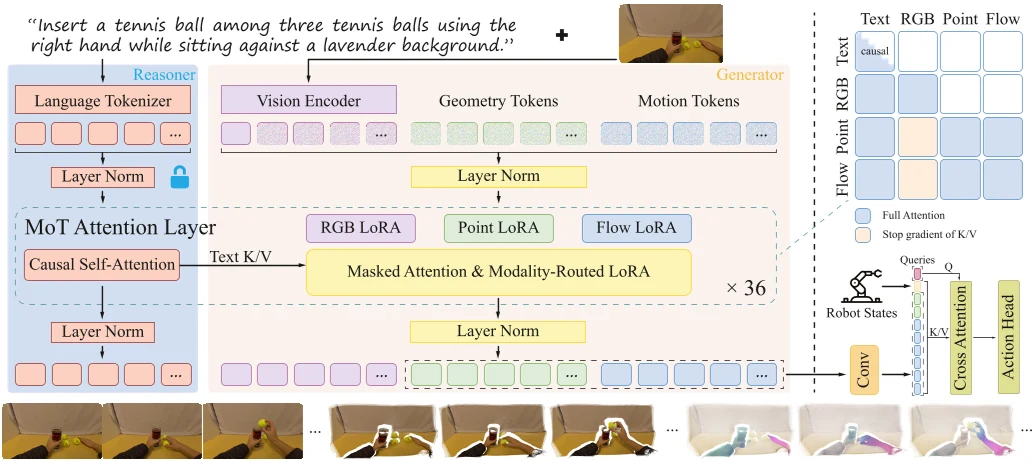 “Insert a tennis ball among three tennis balls using the
right hand while sitting against a lavender background.”
+
Reasoner
Generator
Language Tokenizer
Vision Encoder
Geometry Tokens
Motion Tokens
...
...
...
...
Layer Norm
Layer Norm
MoT Attention Layer
RGB LoRA
Point LoRA
Flow LoRA
Causal Self-Attention
Text K/V
Masked Attention & Modality-Routed LoRA
× 36
Layer Norm
Layer Norm
...
...
...
...
Text RGB Point Flow
Text
causal
RGB
Point
Flow
Full Attention
Stop gradient of K/V
Queries
Q
Robot States
K/V
Conv
Cross Attention
Action Head
...
...
...